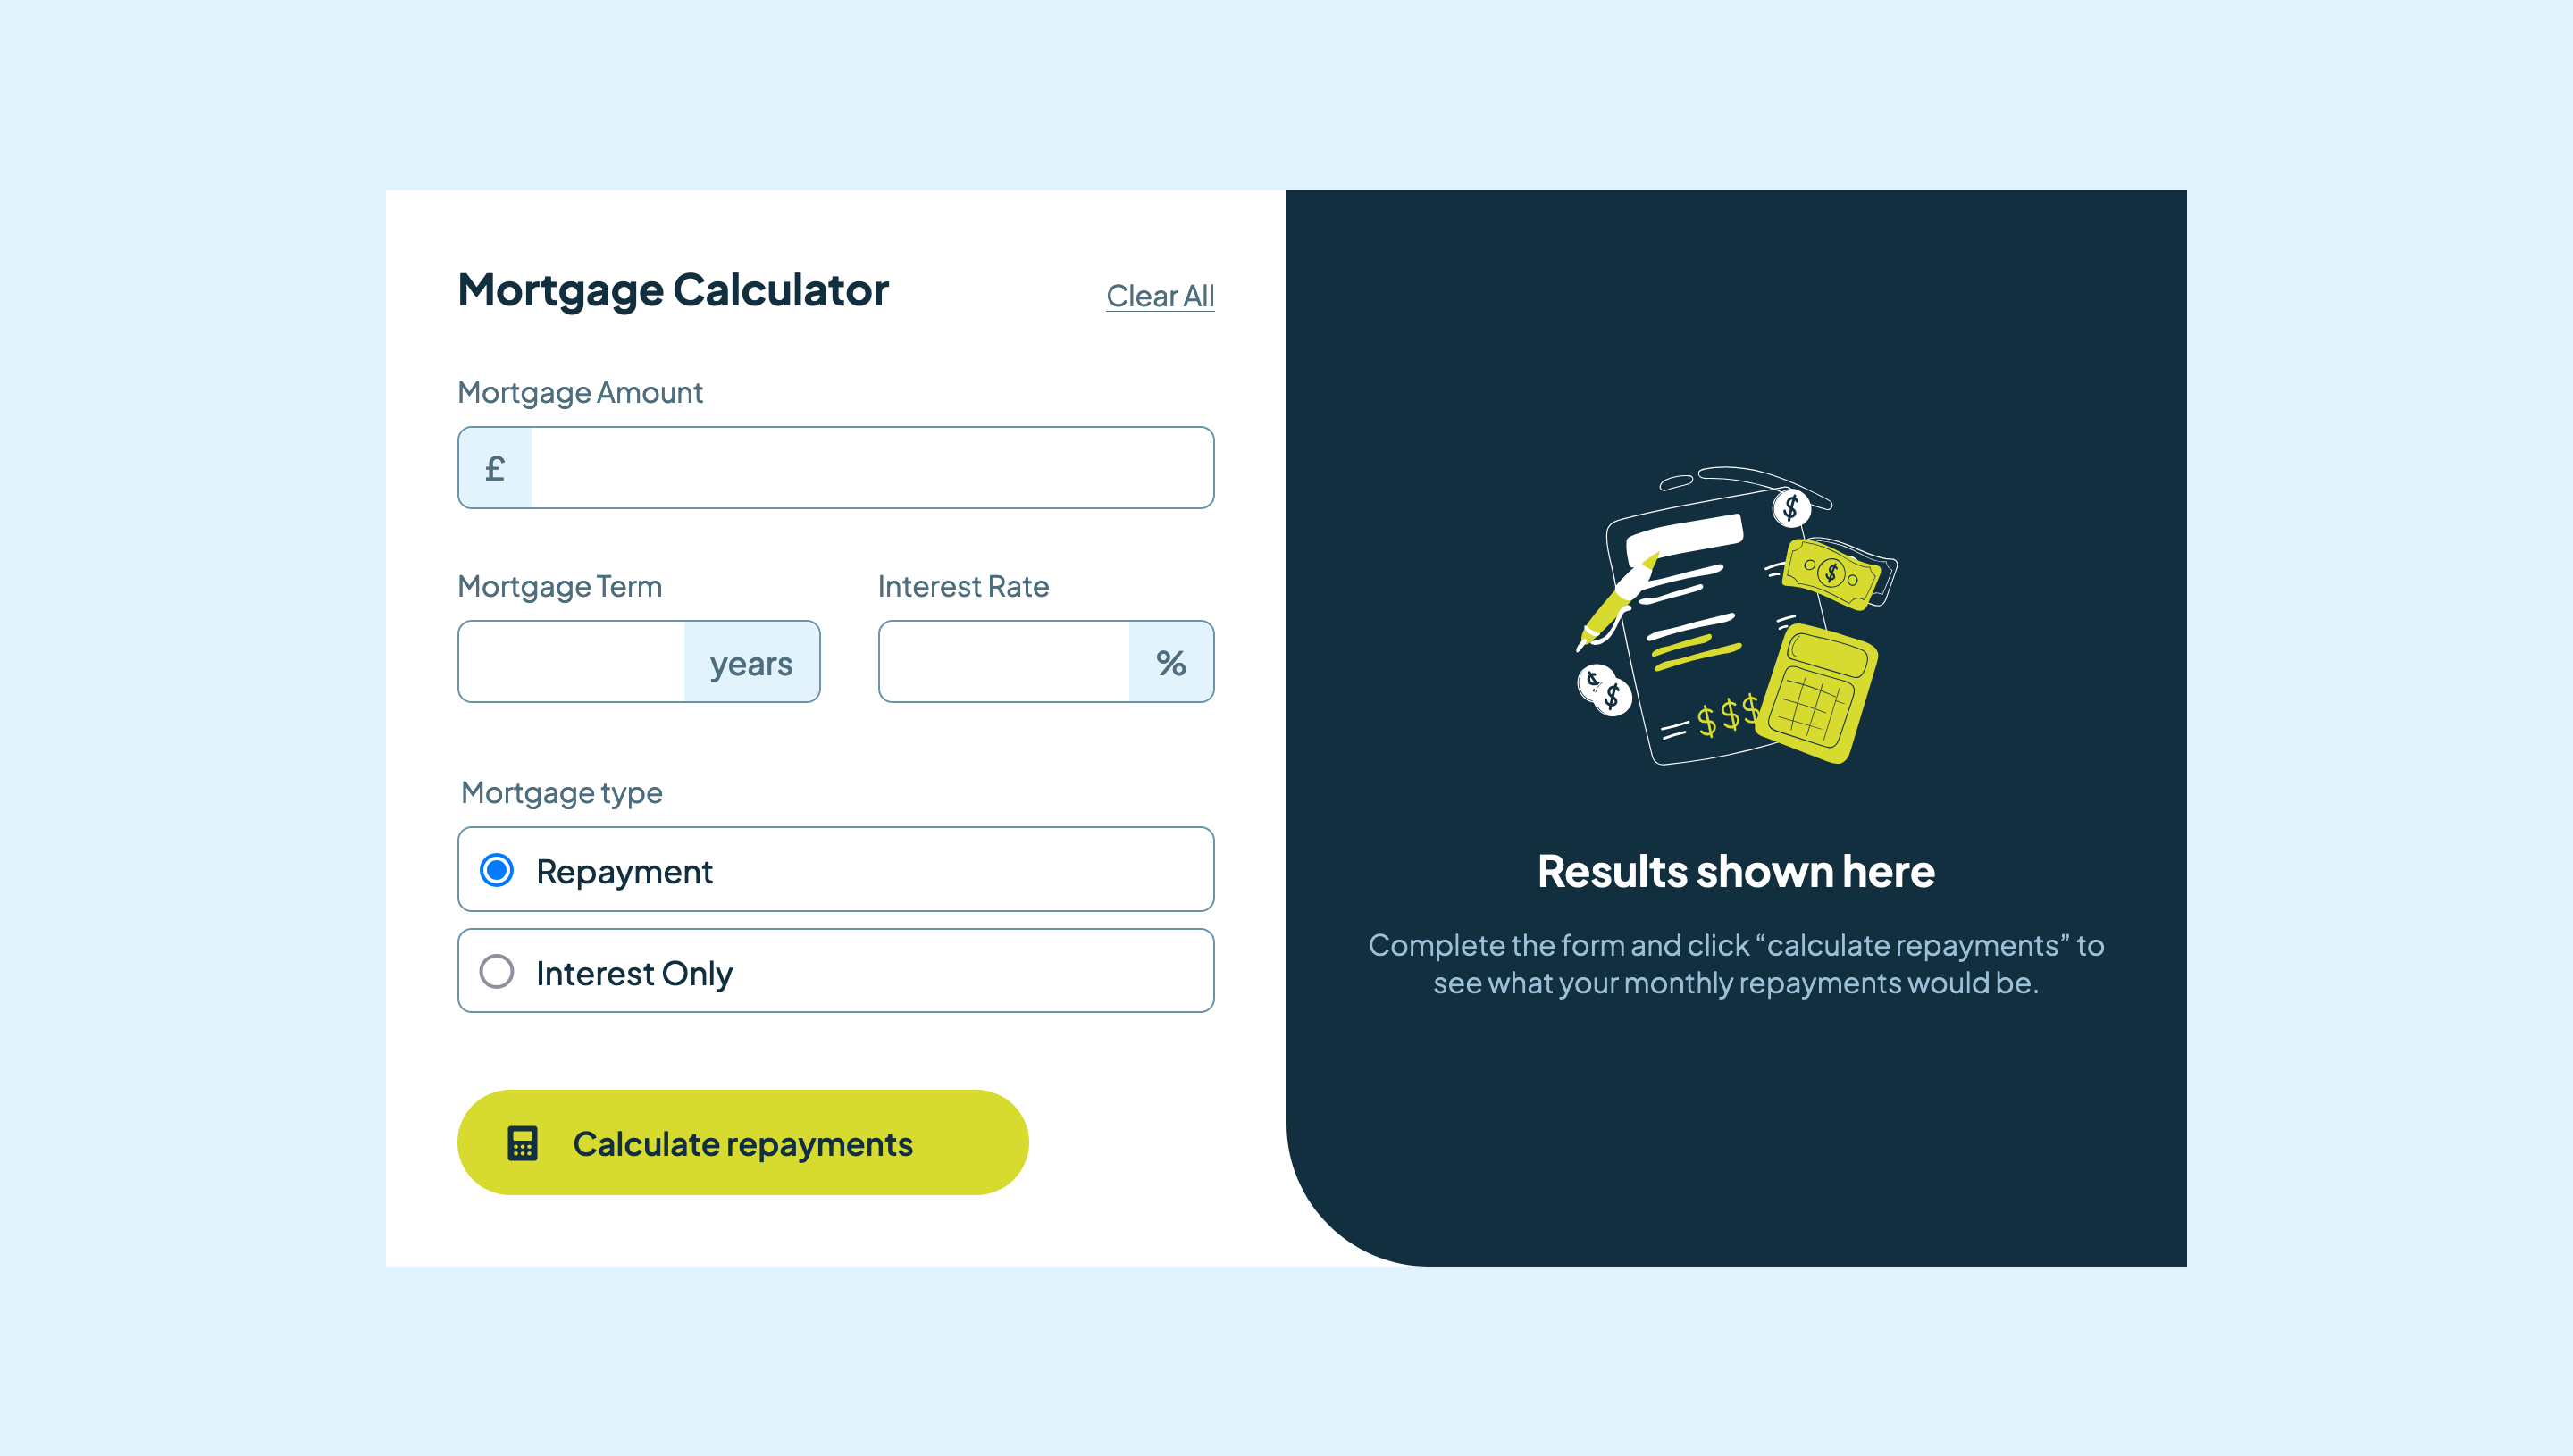 Mortgage Calculator
Clear All
Mortgage Amount
£
Mortgage Term
Interest Rate
years
%
Mortgage type
Repayment
Interest Only
Calculate repayments
$
$
$
$
$$$
Results shown here
Complete the form and click “calculate repayments” to
see what your monthly repayments would be.